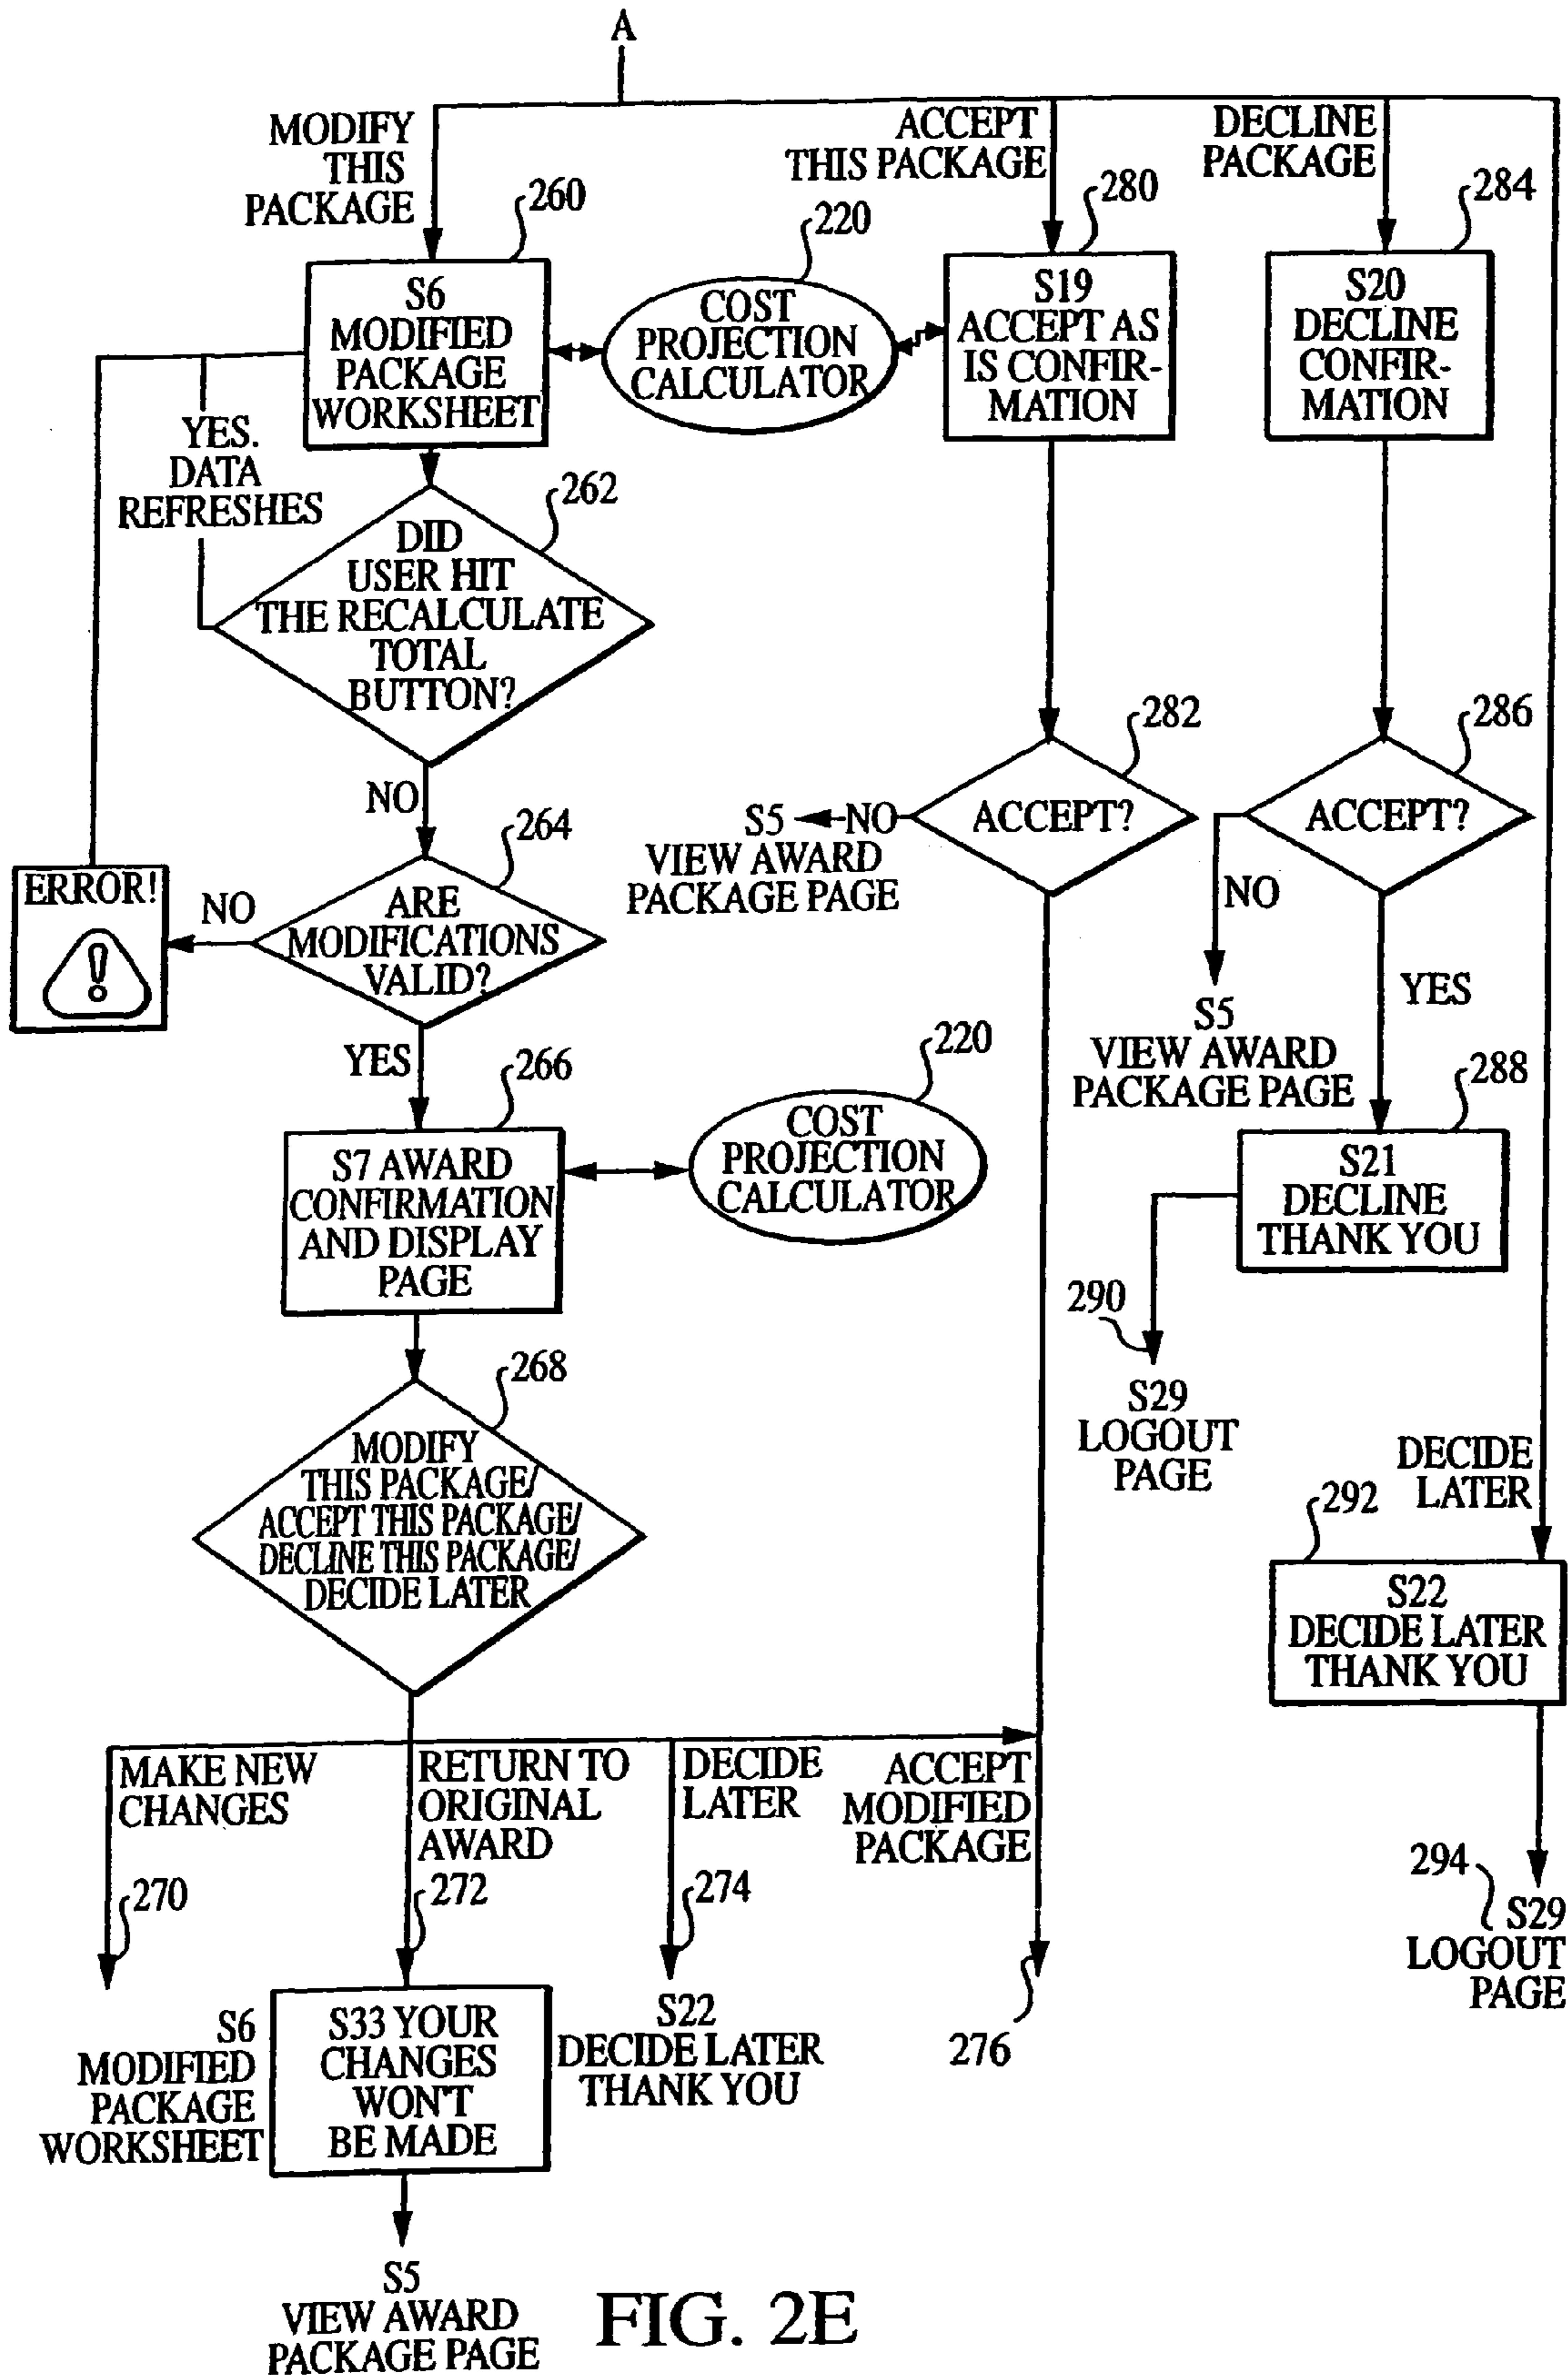 A
MODIFY
THIS
PACKAGE
260
ACCEPT
THIS PACKAGE
280
DECLINE
PACKAGE
284
220
S6
MODIFIED
PACKAGE
WORKSHEET
COST
PROJECTION
CALCULATOR
S19
ACCEPT AS
IS CONFIR-
MATION
S20
DECLINE
CONFIR-
MATION
YES.
DATA
REFRESHES
262
DID
USER HIT
THE RECALCULATE
TOTAL
BUTTON?
NO
264
ERROR!
!
NO
ARE
MODIFICATIONS
VALID?
282
ACCEPT?
NO
S5
VIEW AWARD
PACKAGE PAGE
286
ACCEPT?
NO
S5
VIEW AWARD
PACKAGE PAGE
YES
288
YES
266
220
S7 AWARD
CONFIRMATION
AND DISPLAY
PAGE
COST
PROJECTION
CALCULATOR
S21
DECLINE
THANK YOU
290
S29
LOGOUT
PAGE
268
MODIFY
THIS PACKAGE/
ACCEPT THIS PACKAGE/
DECLINE THIS PACKAGE/
DECIDE LATER
DECIDE
LATER
292
S22
DECIDE LATER
THANK YOU
MAKE NEW
CHANGES
RETURN TO
ORIGINAL
AWARD
DECIDE
LATER
ACCEPT
MODIFIED
PACKAGE
270
272
274
276
294
S29
LOGOUT
PAGE
S6
MODIFIED
PACKAGE
WORKSHEET
S33 YOUR
CHANGES
WON'T
BE MADE
S22
DECIDE LATER
THANK YOU
S5
VIEW AWARD
PACKAGE PAGE
FIG. 2E